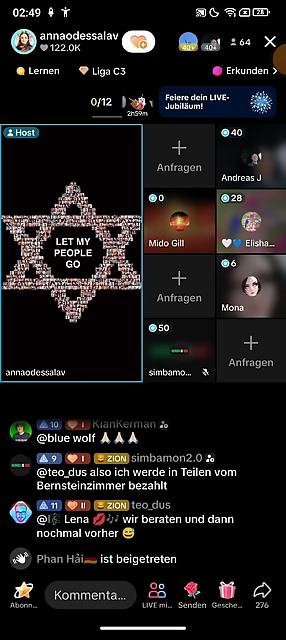 02:49
28
annodessalav
122.0K
40+
40+
64
Lernen
Liga C3
Erkunden
0/12
2h59m
Feiere dein LIVE-
Jubiläum!
Host
LET MY
PEOPLE
GO
annaodessalav
Anfragen
40
Andreas J
0
Mido Gill
28
Elisha...
Anfragen
6
Mona
50
simbamo...
Anfragen
10 I KianKerman
@blue wolf 🙏🏻🙏🏻🙏🏻
9 I ZION simbamon2.0
@teo_dus also ich werde in Teilen vom
Bernsteinzimmer bezahlt
11 II ZION teo_dus
@l🎼 Lena 💋🎶 wir beraten und dann
nochmal vorher 😅
Phan Hải🇩🇪 ist beigetreten
Abonn...
Kommenta...
LIVE mi...
Senden
Gesche...
276